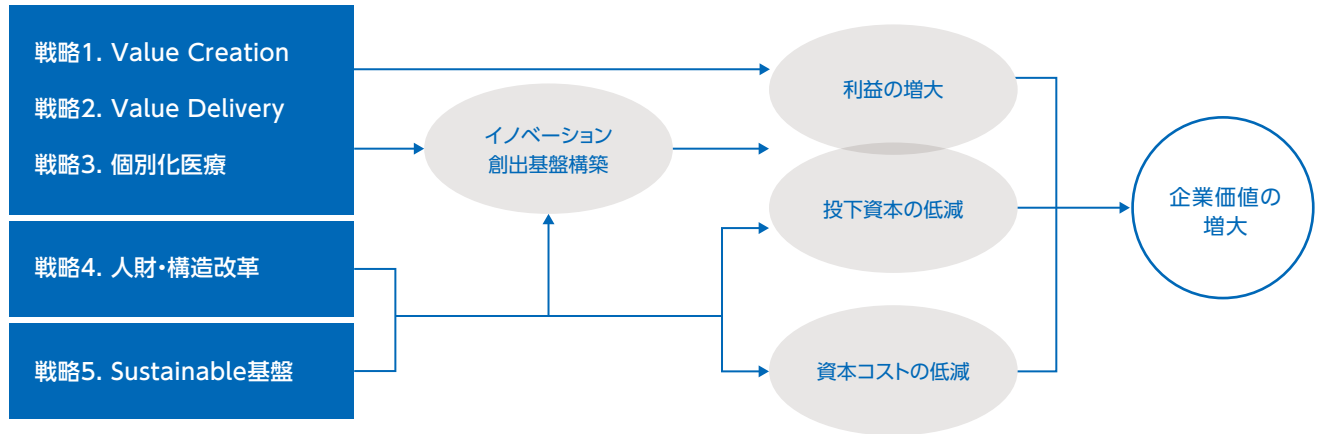 戦略1. Value Creation
戦略2. Value Delivery
戦略3. 個別化医療
戦略4. 人財・構造改革
戦略5. Sustainable基盤
イノベーション
創出基盤構築
利益の増大
投下資本の低減
資本コストの低減
企業価値の
増大